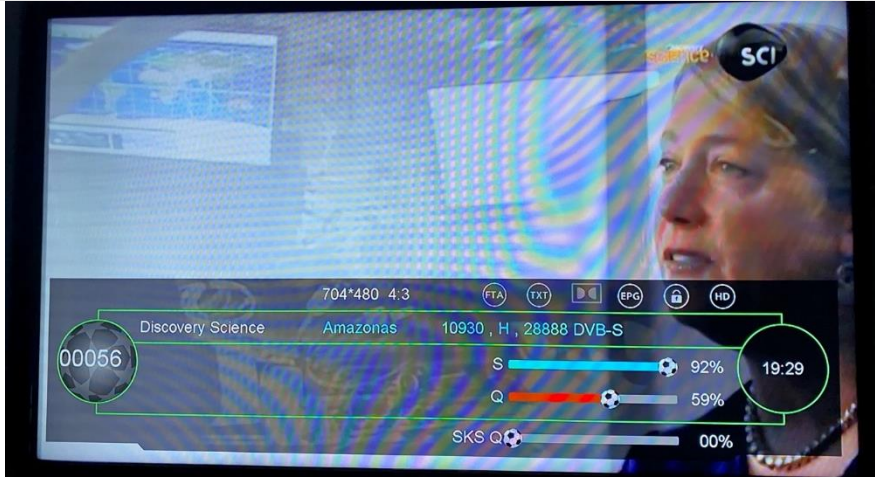 science SCI
704*480 4:3 FTA TXT EPG HD
Discovery Science Amazonas 10930 , H , 28888 DVB-S
00056
S 92%
19:29
Q 59%
SKS Q 00%